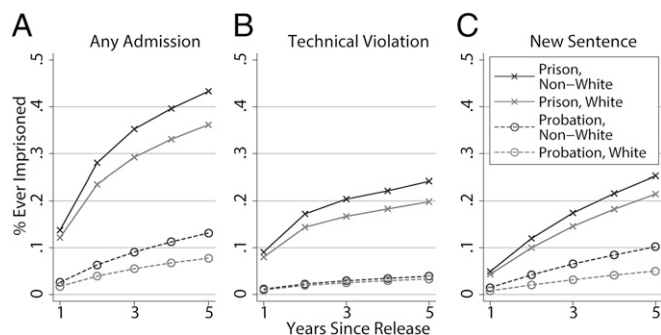 A
Any Admission
B
Technical Violation
C
New Sentence
% Ever Imprisoned
.5
.4
.3
.2
.1
0
.5
.4
.3
.2
.1
0
.5
.4
.3
.2
.1
0
Prison,
Non-White
Prison, White
Probation,
Non-White
Probation, White
1
3
5
1
3
5
1
3
5
Years Since Release